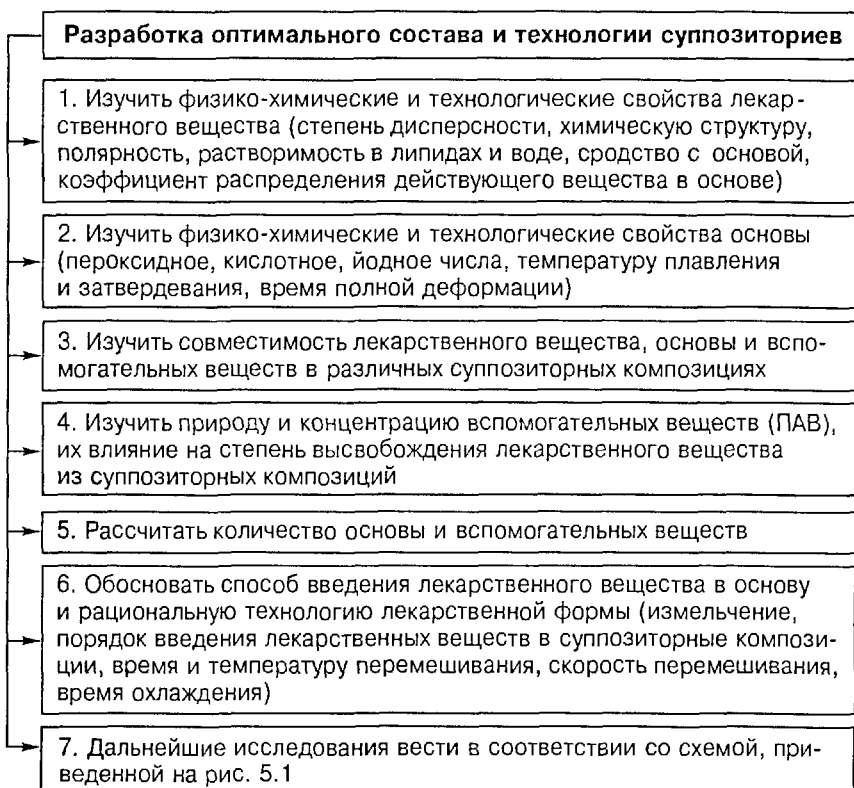 Разработка оптимального состава и технологии суппозиториев
1. Изучить физико-химические и технологические свойства лекар-
ственного вещества (степень дисперсности, химическую структуру,
полярность, растворимость в липидах и воде, сродство с основой,
коэффициент распределения действующего вещества в основе)
2. Изучить физико-химические и технологические свойства основы
(пероксидное, кислотное, йодное числа, температуру плавления
и затвердевания, время полной деформации)
3. Изучить совместимость лекарственного вещества, основы и вспо-
могательных веществ в различных суппозиторных композициях
4. Изучить природу и концентрацию вспомогательных веществ (ПАВ),
их влияние на степень высвобождения лекарственного вещества
из суппозиторных композиций
5. Рассчитать количество основы и вспомогательных веществ
6. Обосновать способ введения лекарственного вещества в основу
и рациональную технологию лекарственной формы (измельчение,
порядок введения лекарственных веществ в суппозиторные компози-
ции, время и температуру перемешивания, скорость перемешивания,
время охлаждения)
7. Дальнейшие исследования вести в соответствии со схемой, при-
веденной на рис. 5.1